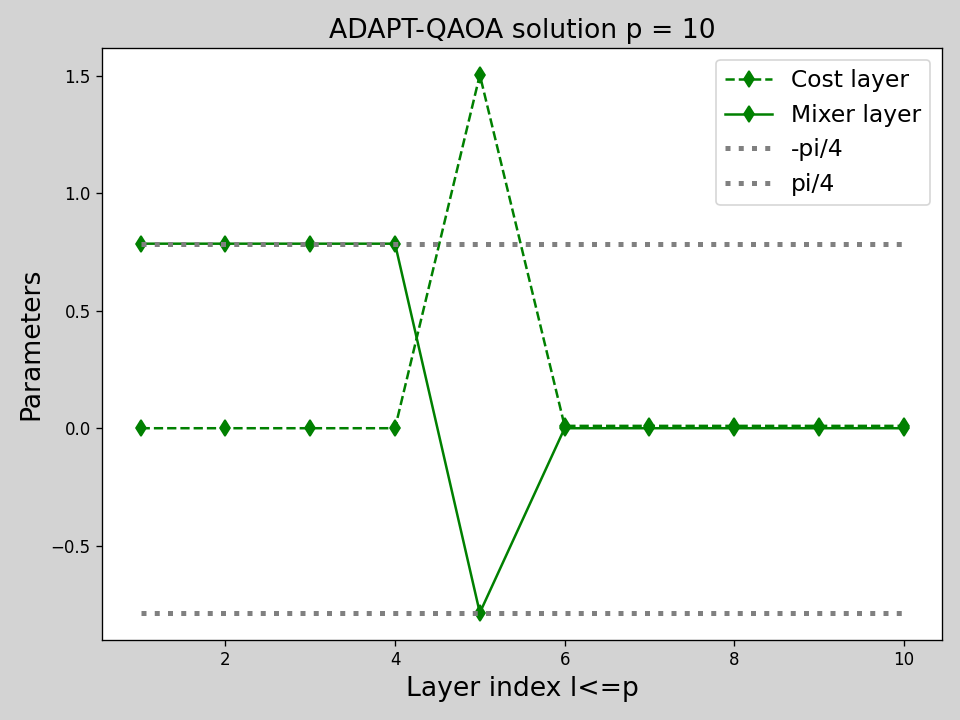 ADAPT-QAOA solution p = 10
Cost layer
Mixer layer
-pi/4
pi/4
1.5
1.0
0.5
0.0
−0.5
Parameters
2 4 6 8 10
Layer index l<=p